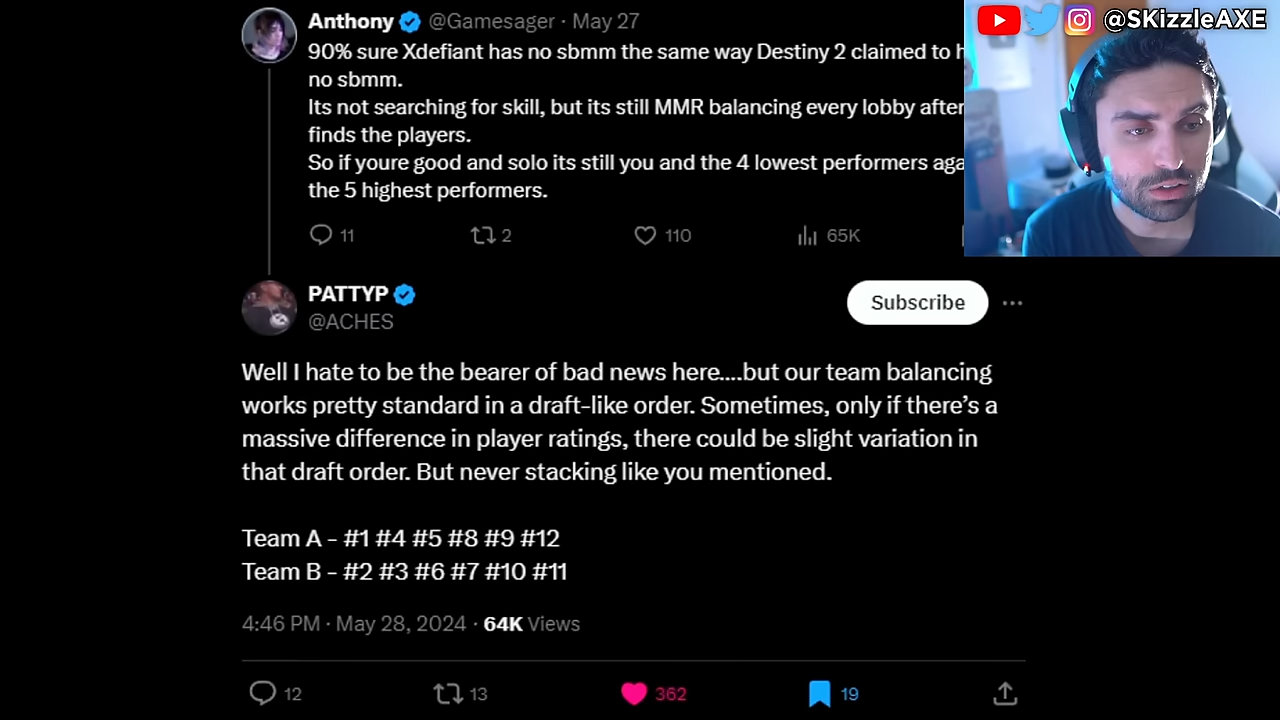 @SKizzleAXE
Anthony @Gamesager · May 27
90% sure Xdefiant has no sbmm the same way Destiny 2 claimed to
no sbmm.
Its not searching for skill, but its still MMR balancing every lobby after
finds the players.
So if youre good and solo its still you and the 4 lowest performers
the 5 highest performers.
11 2 110 65K
PATTYP
@ACHES
Subscribe
Well I hate to be the bearer of bad news here....but our team balancing
works pretty standard in a draft-like order. Sometimes, only if there's a
massive difference in player ratings, there could be slight variation in
that draft order. But never stacking like you mentioned.
Team A - #1 #4 #5 #8 #9 #12
Team B - #2 #3 #6 #7 #10 #11
4:46 PM · May 28, 2024 · 64K Views
12 13 362 19